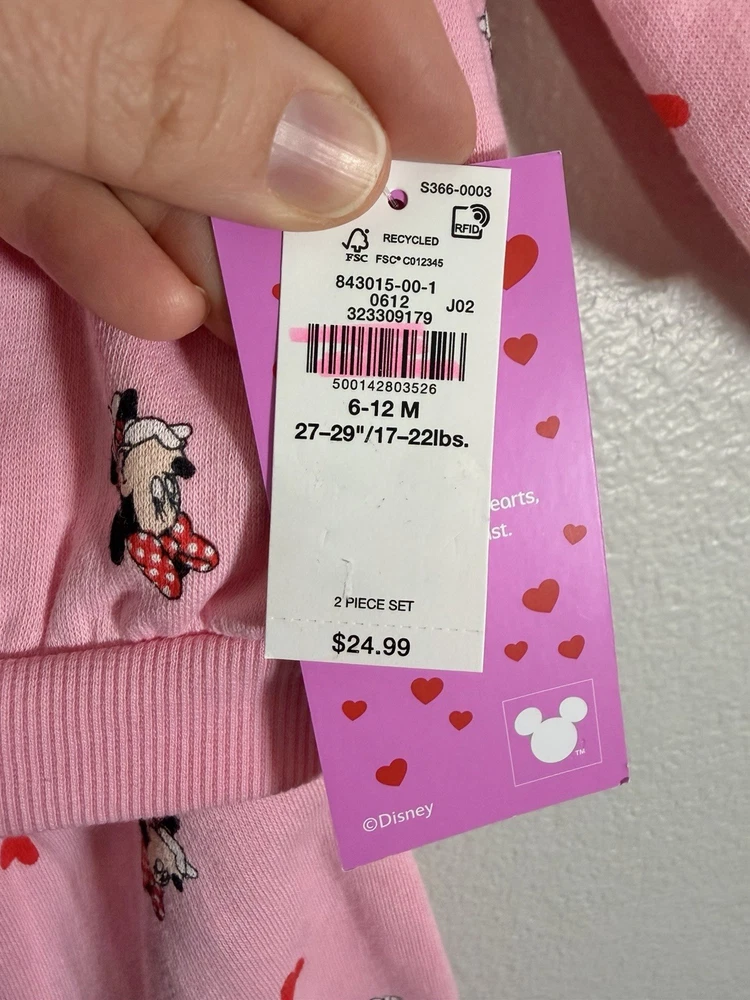 S366-0003
RFID
RECYCLED
FSC FSC® C012345
843015-00-1
0612 J02
323309179
500142803526
6-12 M
27–29"/17–22lbs.
2 PIECE SET
$24.99
earts,
st.
TM
©Disney